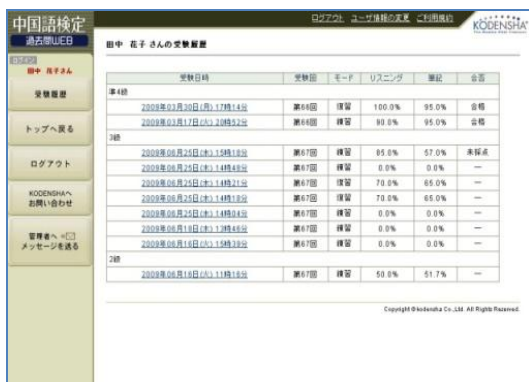 中国語検定
過去問WEB
ログアウト ユーザ情報の変更 ご利用規約
KODENSHA
ログイン
田中 花子さん
受験履歴
トップへ戻る
ログアウト
KODENSHAへ
お問い合わせ
管理者へ
メッセージを送る
田中 花子 さんの受験履歴
受験日時 受験回 モード リスニング 筆記 合否
準4級
2009年03月30日(月) 17時14分 第66回 復習 100.0% 95.0% 合格
2009年03月17日(火) 20時52分 第66回 練習 90.0% 95.0% 合格
3級
2009年06月25日(木) 15時18分 第67回 練習 85.0% 57.0% 未採点
2009年06月25日(木) 14時48分 第67回 練習 0.0% 0.0% ―
2009年06月25日(木) 14時21分 第67回 復習 70.0% 65.0% ―
2009年06月25日(木) 14時10分 第67回 復習 70.0% 65.0% ―
2009年06月25日(木) 14時04分 第67回 練習 0.0% 0.0% ―
2009年06月18日(木) 13時46分 第67回 練習 0.0% 0.0% ―
2009年06月16日(火) 15時39分 第67回 練習 0.0% 0.0% ―
2級
2009年06月16日(火) 11時16分 第67回 練習 50.0% 51.7% ―
Copyright © kodensha Co., Ltd. All Rights Reserved.